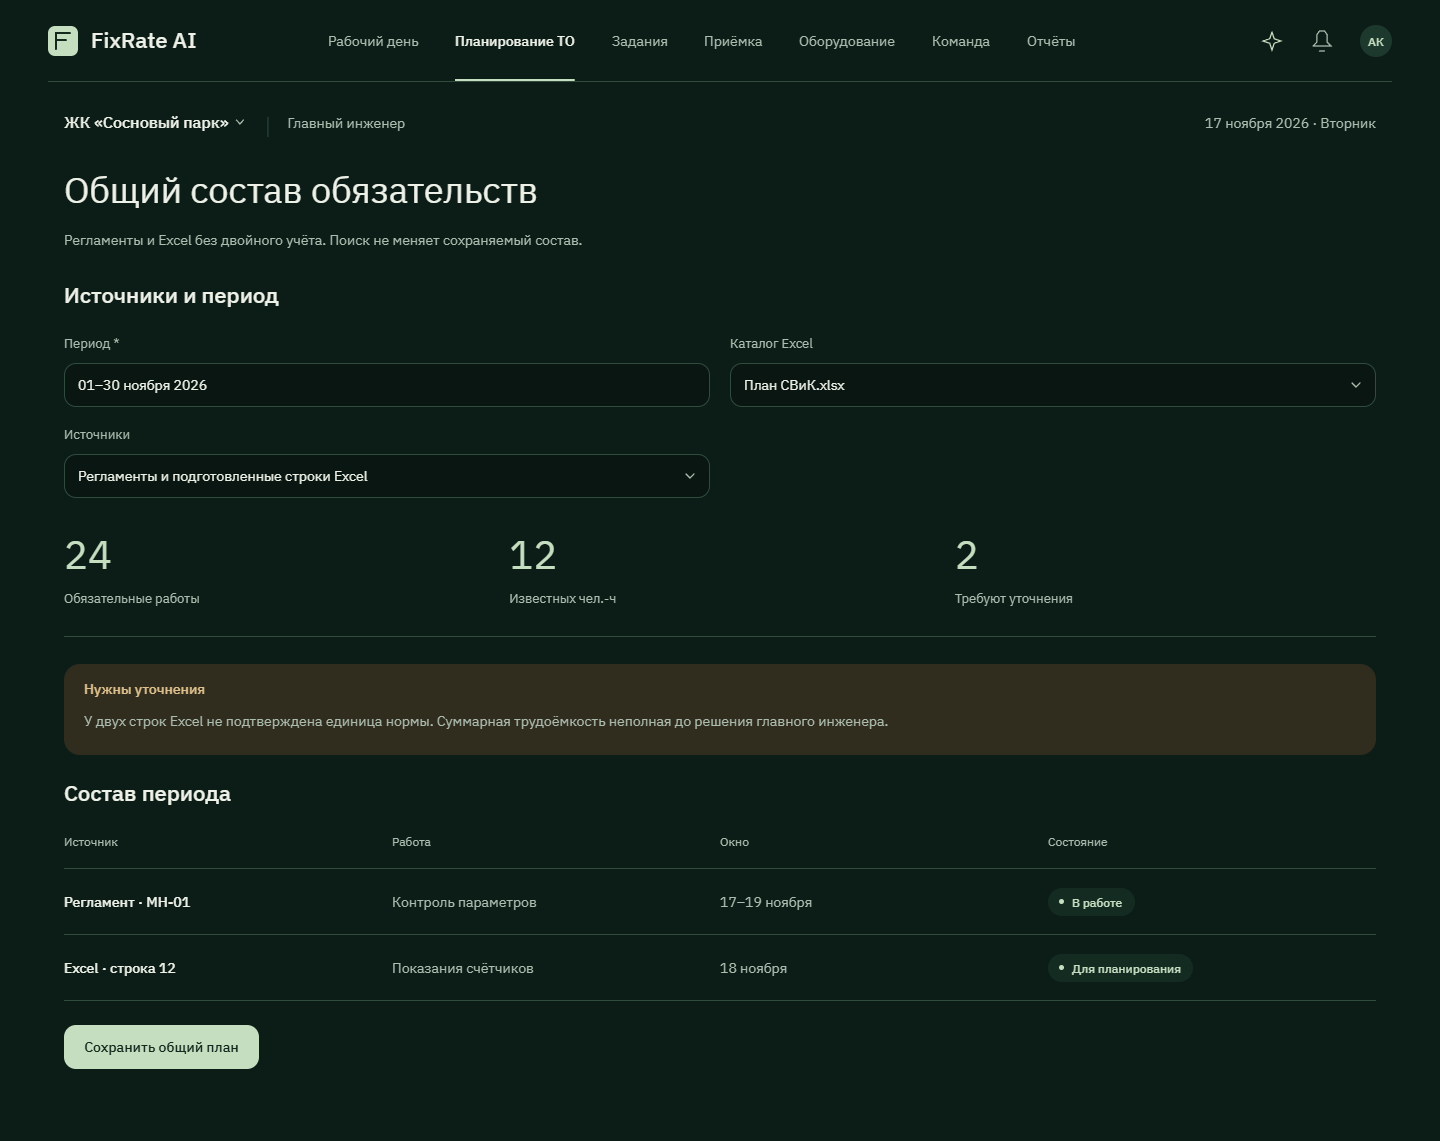 FixRate AI
Рабочий день
Планирование ТО
Задания
Приёмка
Оборудование
Команда
Отчёты
АК
ЖК «Сосновый парк»
Главный инженер
17 ноября 2026 · Вторник
Общий состав обязательств
Регламенты и Excel без двойного учёта. Поиск не меняет сохраняемый состав.
Источники и период
Период *
Каталог Excel
01–30 ноября 2026
План СВиК.xlsx
Источники
Регламенты и подготовленные строки Excel
24
12
2
Обязательные работы
Известных чел.-ч
Требуют уточнения
Нужны уточнения
У двух строк Excel не подтверждена единица нормы. Суммарная трудоёмкость неполная до решения главного инженера.
Состав периода
Источник
Работа
Окно
Состояние
Регламент · МН-01
Контроль параметров
17–19 ноября
В работе
Excel · строка 12
Показания счётчиков
18 ноября
Для планирования
Сохранить общий план